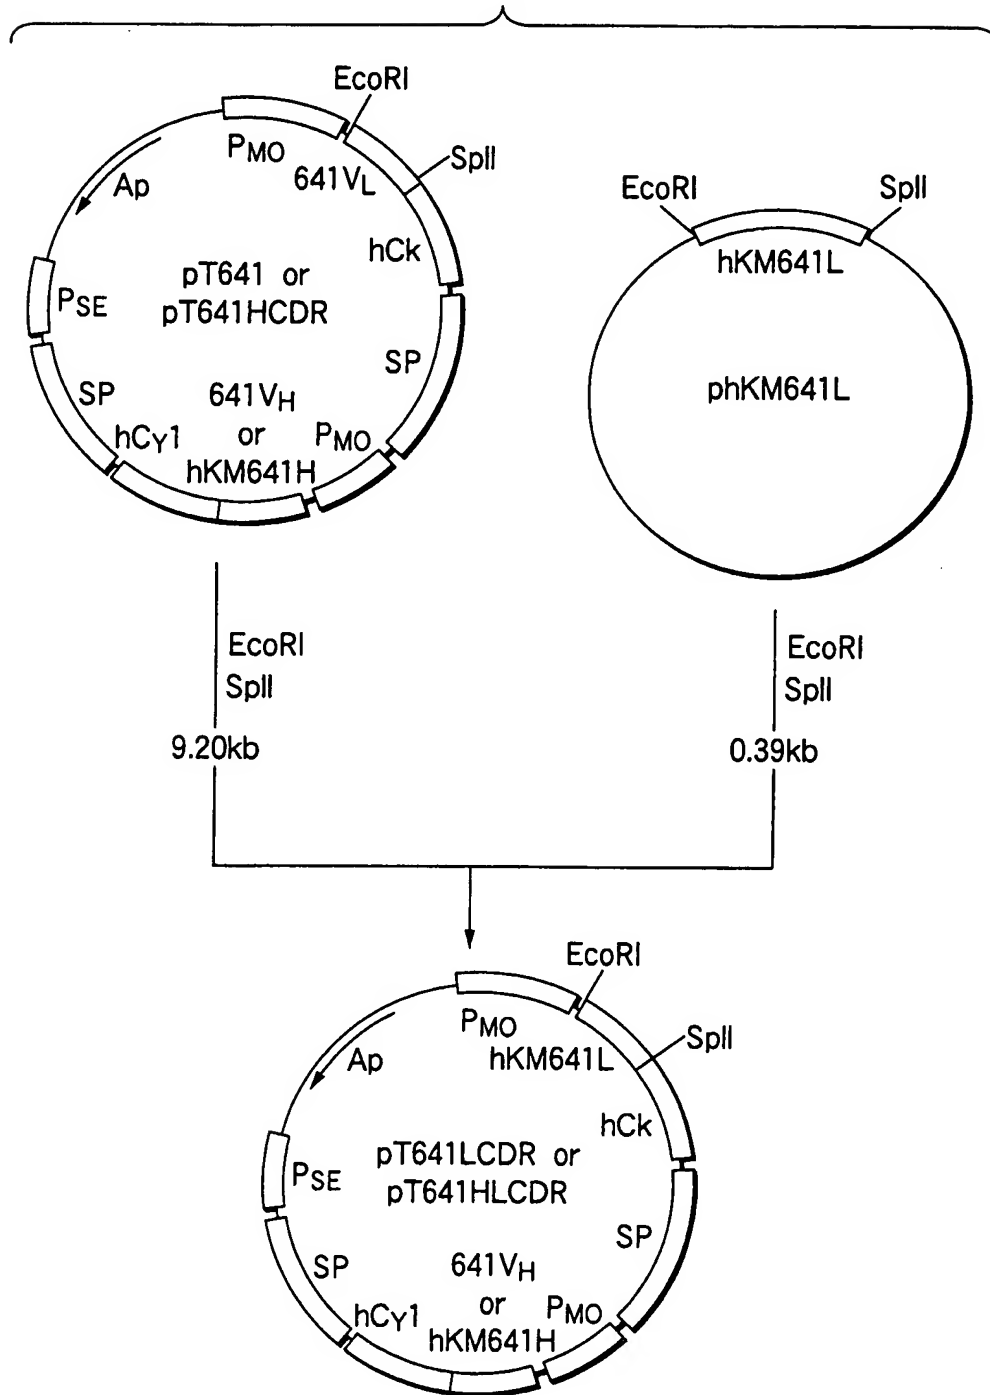 EcoRI
SplI
PMO
641VL
Ap
hCk
PSE
pT641 or
pT641HCDR
SP
SP
641VH
or
hKM641H
PMO
hCγ1
EcoRI
SplI
hKM641L
phKM641L
EcoRI
SplI
9.20kb
EcoRI
SplI
0.39kb
EcoRI
PMO
hKM641L
SplI
Ap
hCk
PSE
pT641LCDR or
pT641HLCDR
SP
SP
641VH
or
hKM641H
PMO
hCγ1